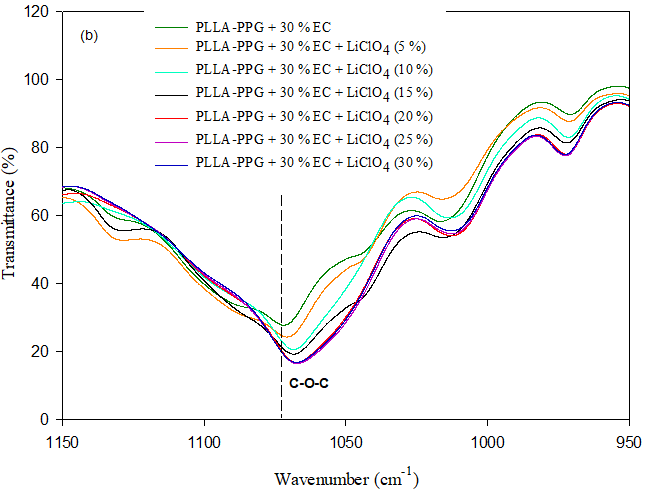 (b)
PLLA-PPG + 30 % EC
PLLA-PPG + 30 % EC + LiClO4 (5 %)
PLLA-PPG + 30 % EC + LiClO4 (10 %)
PLLA-PPG + 30 % EC + LiClO4 (15 %)
PLLA-PPG + 30 % EC + LiClO4 (20 %)
PLLA-PPG + 30 % EC + LiClO4 (25 %)
PLLA-PPG + 30 % EC + LiClO4 (30 %)
Transmittance (%)
120
100
80
60
40
20
0
C-O-C
1150 1100 1050 1000 950
Wavenumber (cm-1)